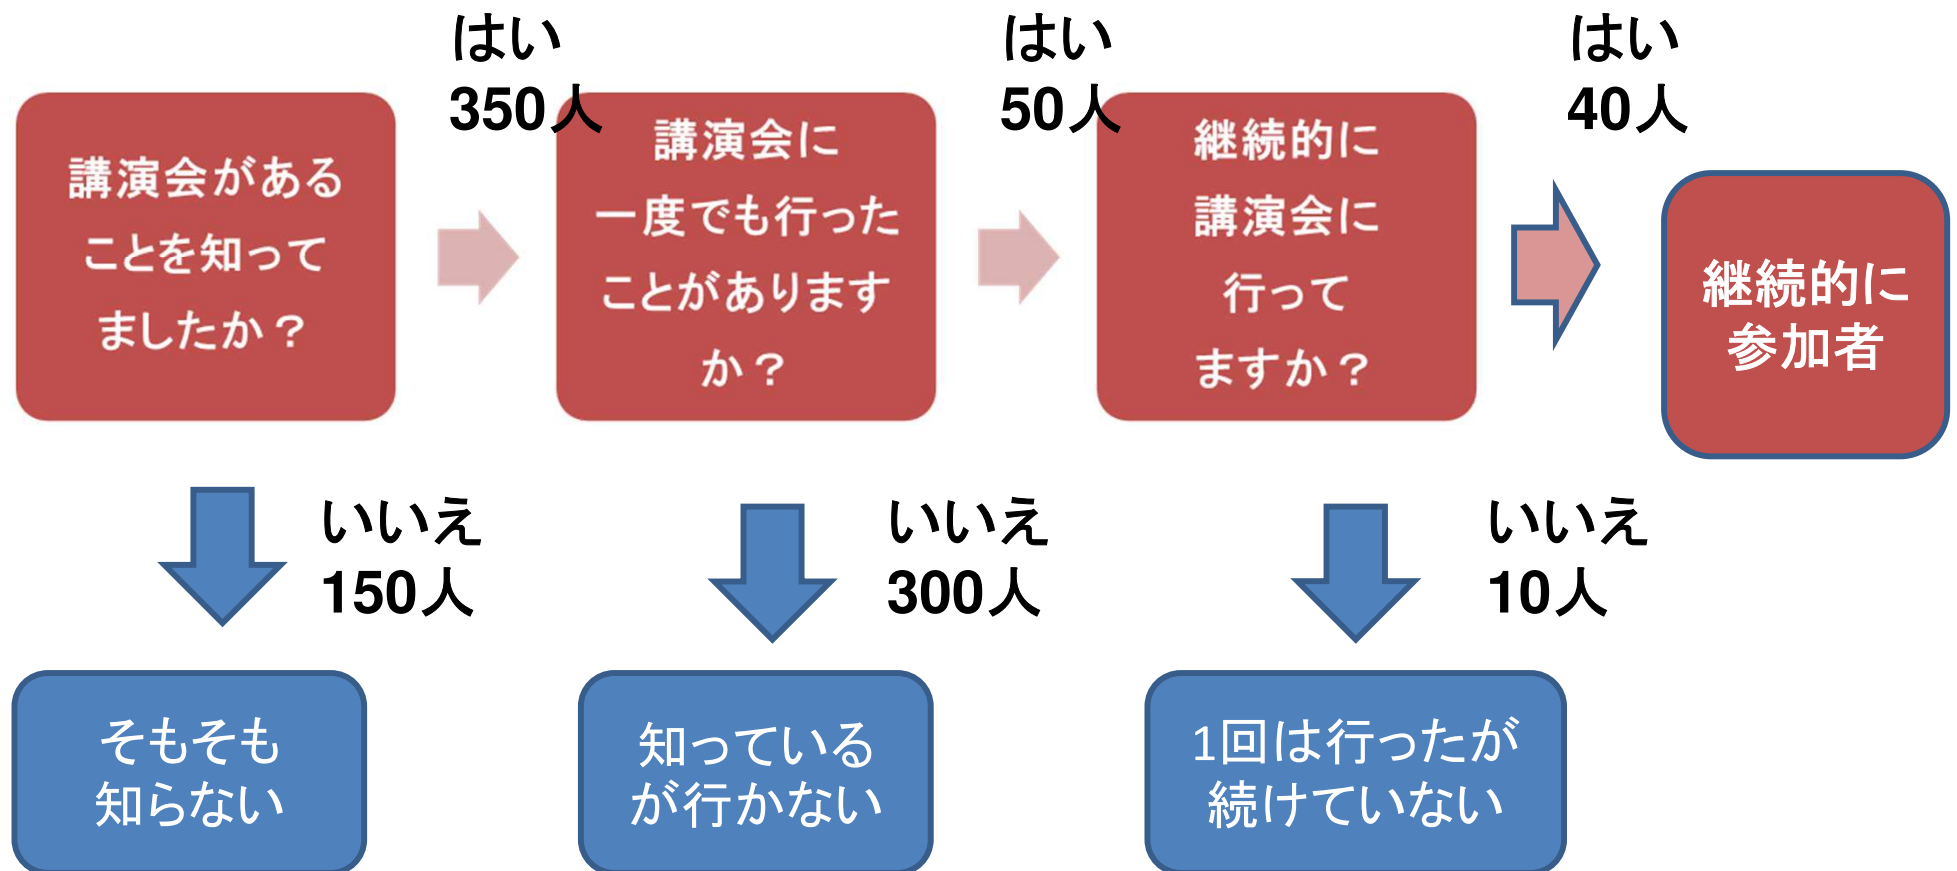 はい
350人
はい
50人
はい
40人
講演会がある
ことを知って
ましたか？
講演会に
一度でも行った
ことがあります
か？
継続的に
講演会に
行って
ますか？
継続的に
参加者
いいえ
150人
いいえ
300人
いいえ
10人
そもそも
知らない
知っている
が行かない
1回は行ったが
続けていない